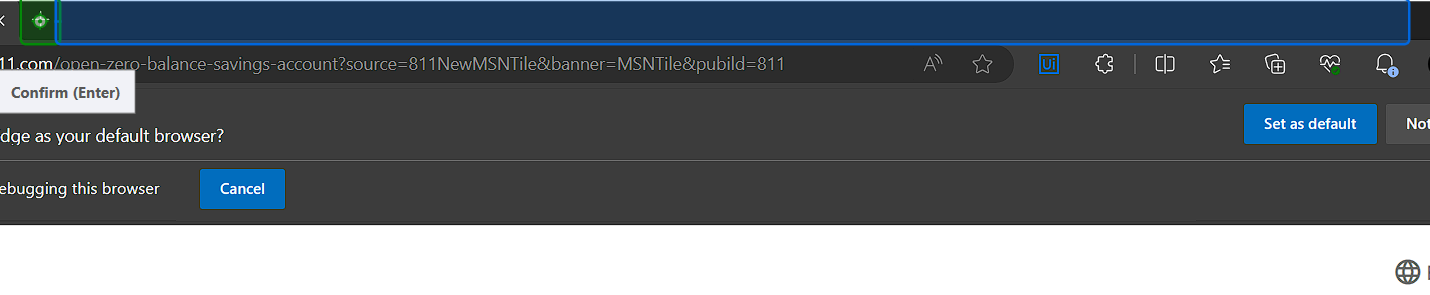 11.com/open-zero-balance-savings-account?source=811NewMSNTile&banner=MSNTile&pubild=811
Ui
Confirm (Enter)
dge as your default browser?
Set as default
Not
ebugging this browser
Cancel